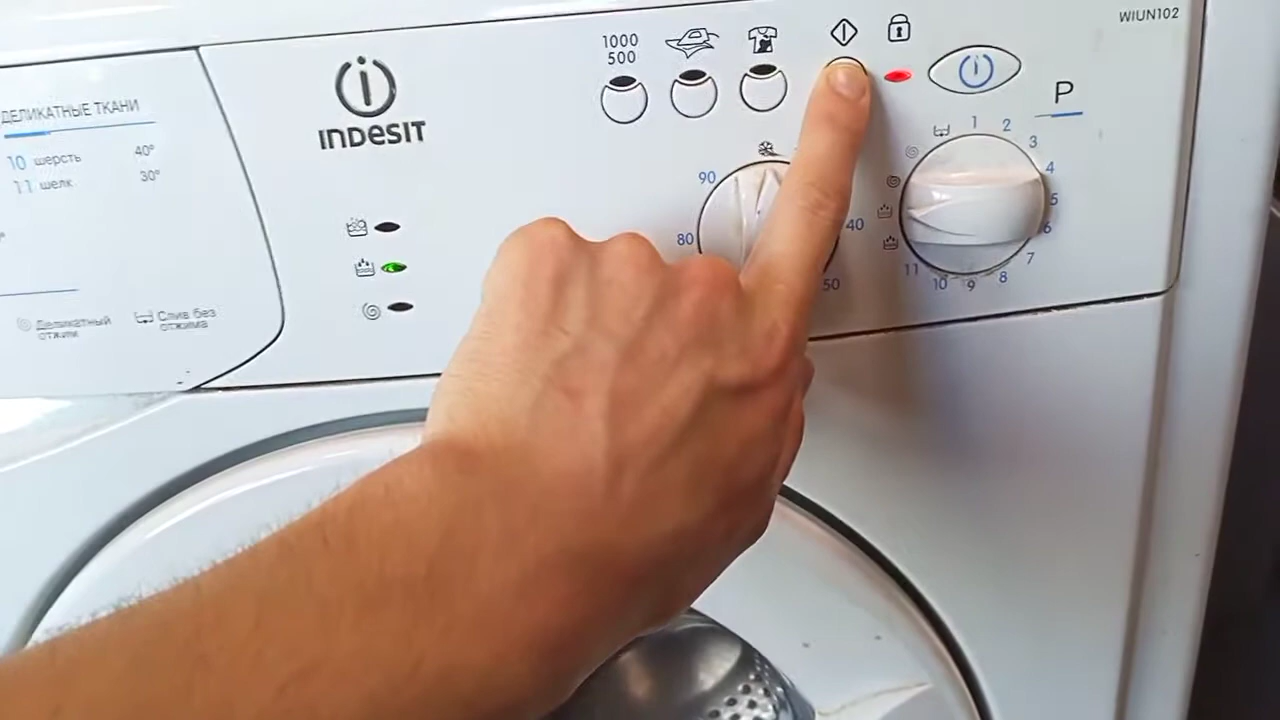 WIUN102
ДЕЛИКАТНЫЕ ТКАНИ
10 шерсть 40°
11 шелк 30°
Деликатный отжим
Слив без отжима
INDESIT
1000
500
90
80
40
50
P
1
2
3
4
5
6
7
8
9
10
11